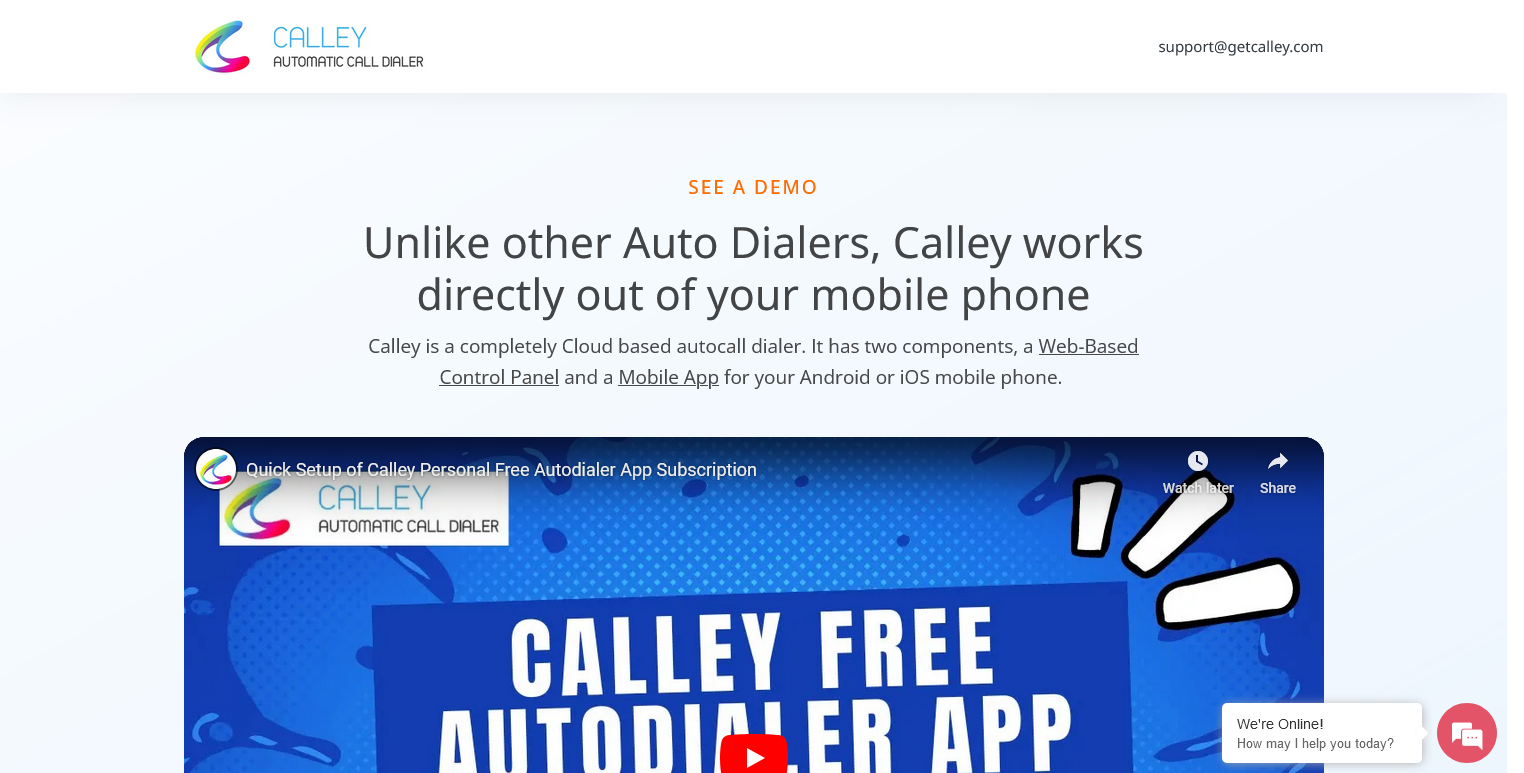 CALLEY
AUTOMATIC CALL DIALER
support@getcalley.com
SEE A DEMO
Unlike other Auto Dialers, Calley works
directly out of your mobile phone
Calley is a completely Cloud based autocall dialer. It has two components, a Web-Based
Control Panel and a Mobile App for your Android or iOS mobile phone.
Quick Setup of Calley Personal Free Autodialer App Subscription
Watch later
Share
CALLEY
AUTOMATIC CALL DIALER
CALLEY FREE
AUTODIALER APP
We're Online!
How may I help you today?